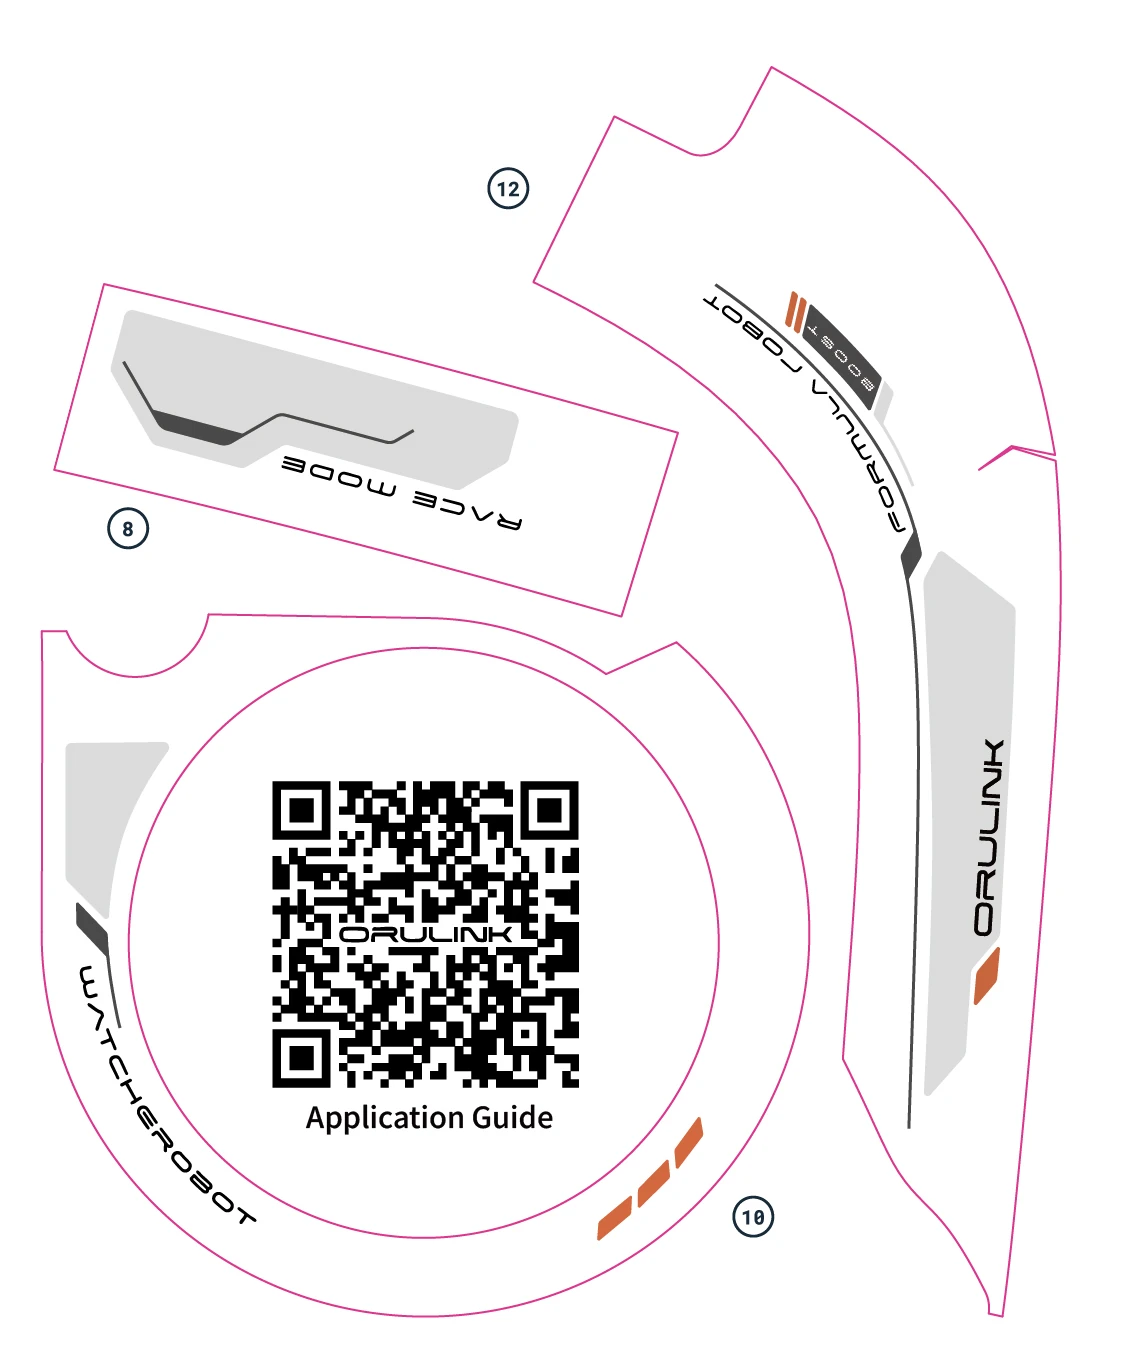 12
BOOST
FORMULA ROBOT
RACE MODE
8
ORULINK
WATCHEROBOT
ORULINK
Application Guide
10